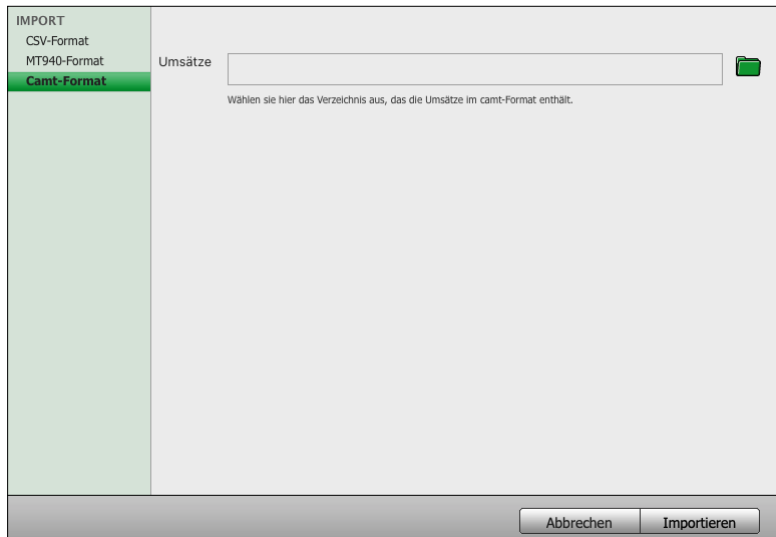 IMPORT
CSV-Format
MT940-Format
Camt-Format
Umsätze
Wählen sie hier das Verzeichnis aus, das die Umsätze im camt-Format enthält.
Abbrechen
Importieren